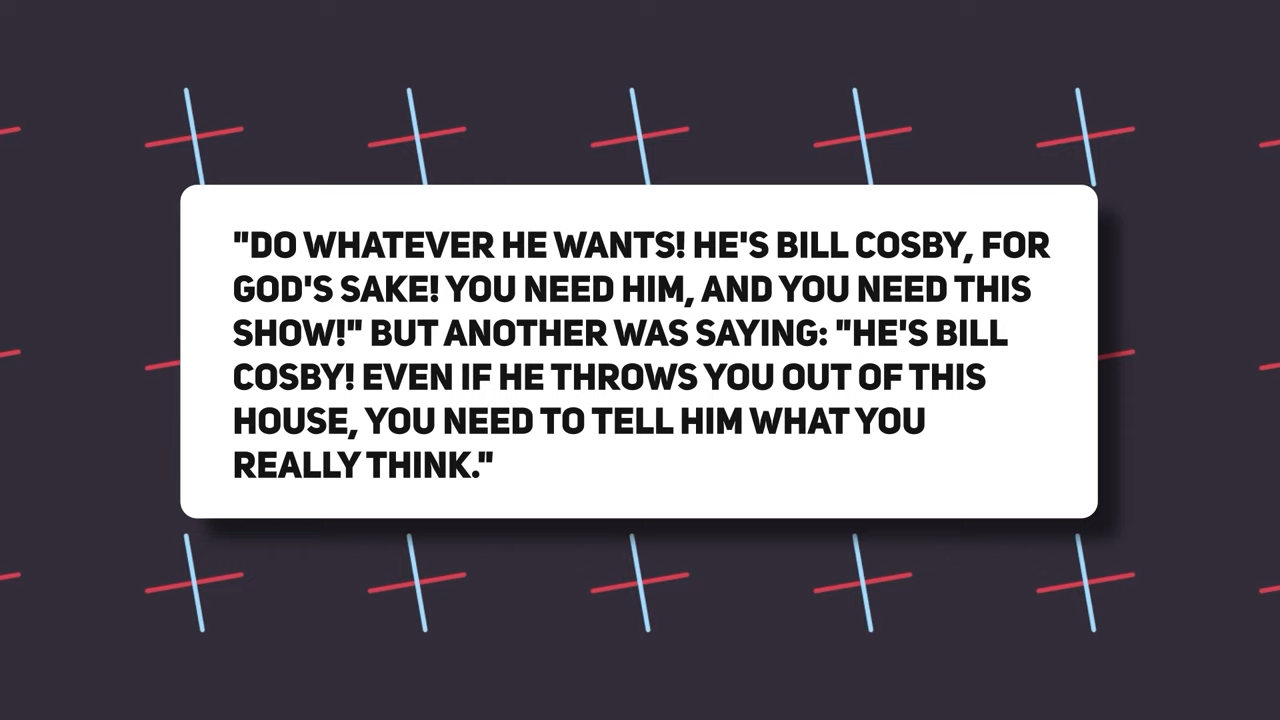 "DO WHATEVER HE WANTS! HE'S BILL COSBY, FOR
GOD'S SAKE! YOU NEED HIM, AND YOU NEED THIS
SHOW!" BUT ANOTHER WAS SAYING: "HE'S BILL
COSBY! EVEN IF HE THROWS YOU OUT OF THIS
HOUSE, YOU NEED TO TELL HIM WHAT YOU
REALLY THINK."